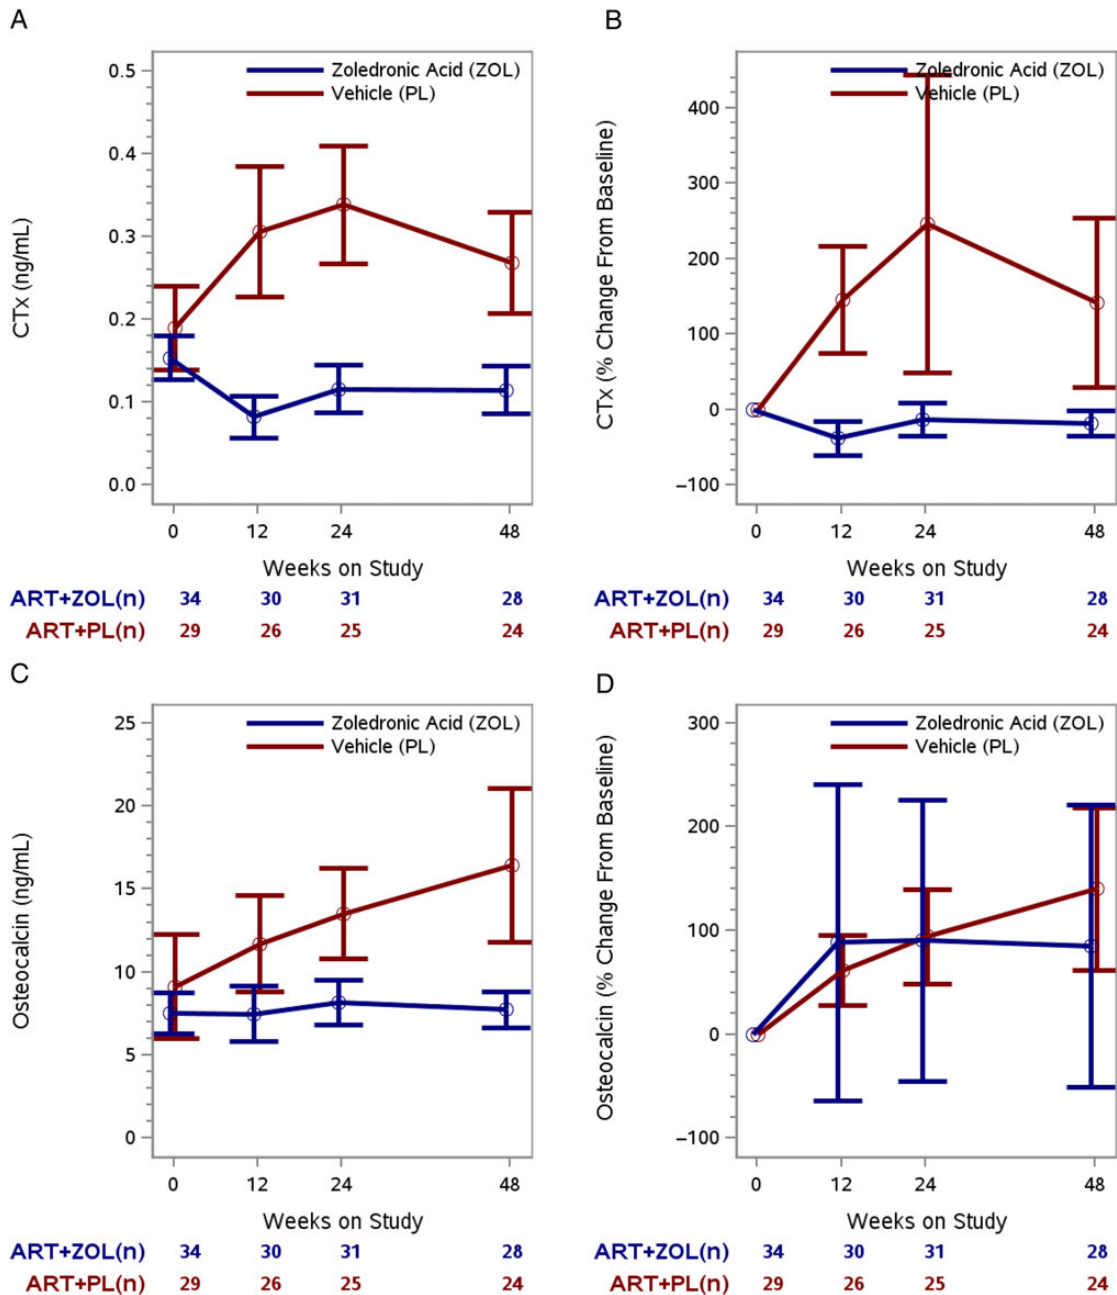 A
Zoledronic Acid (ZOL)
Vehicle (PL)
0.5
0.4
0.3
0.2
0.1
0.0
CTx (ng/mL)
0 12 24 48
Weeks on Study
ART+ZOL(n) 34 30 31 28
ART+PL(n) 29 26 25 24
B
Zoledronic Acid (ZOL)
Vehicle (PL)
400
300
200
100
0
−100
CTx (% Change From Baseline)
0 12 24 48
Weeks on Study
ART+ZOL(n) 34 30 31 28
ART+PL(n) 29 26 25 24
C
Zoledronic Acid (ZOL)
Vehicle (PL)
25
20
15
10
5
0
Osteocalcin (ng/mL)
0 12 24 48
Weeks on Study
ART+ZOL(n) 34 30 31 28
ART+PL(n) 29 26 25 24
D
Zoledronic Acid (ZOL)
Vehicle (PL)
300
200
100
0
−100
Osteocalcin (% Change From Baseline)
0 12 24 48
Weeks on Study
ART+ZOL(n) 34 30 31 28
ART+PL(n) 29 26 25 24